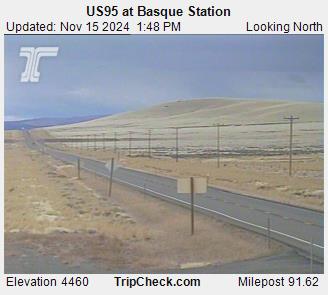 US95 at Basque Station
Updated: Nov 15 2024 1:48 PM Looking North
Elevation 4460 TripCheck.com Milepost 91.62